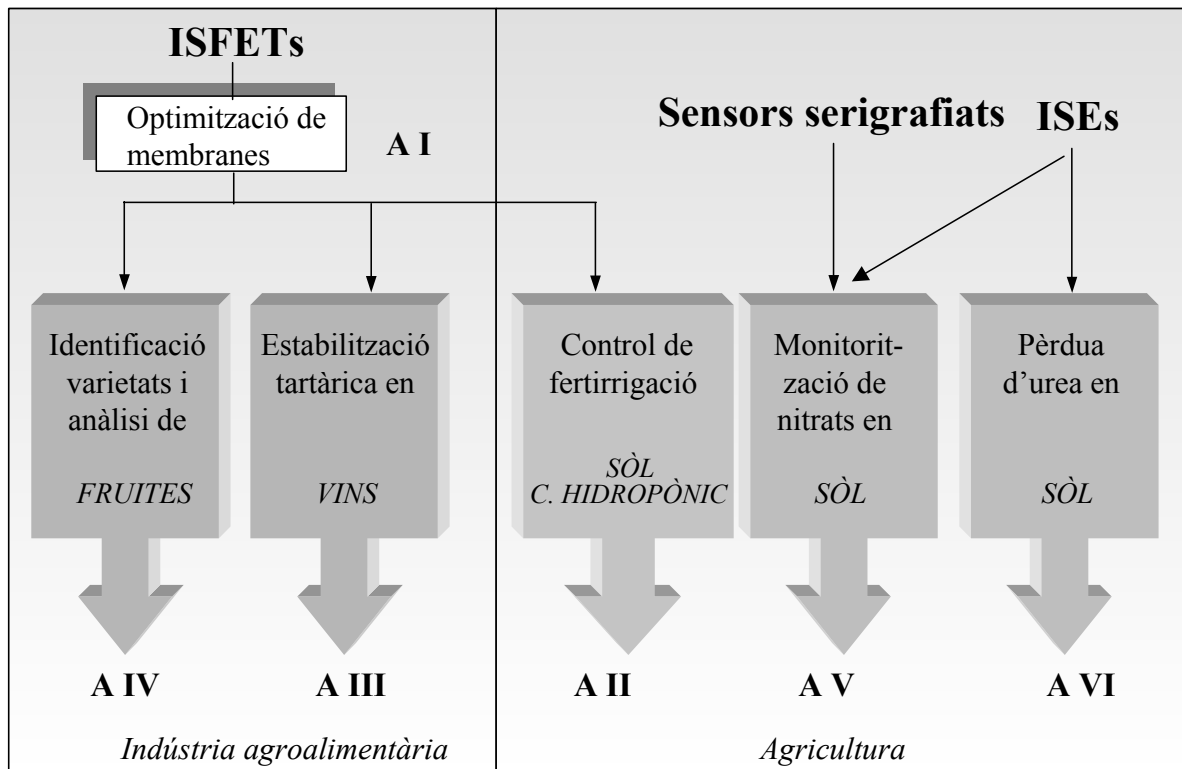 ISFETs
Optimització de
membranes
A I
Sensors serigrafiats
ISEs
Identificació
varietats i
anàlisi de
FRUITES
Estabilització
tartàrica en
VINS
Control de
fertirrigació
SÒL
C. HIDROPÒNIC
Monitorit-
zació de
nitrats en
SÒL
Pèrdua
d’urea en
SÒL
A IV
A III
A II
A V
A VI
Indústria agroalimentària
Agricultura